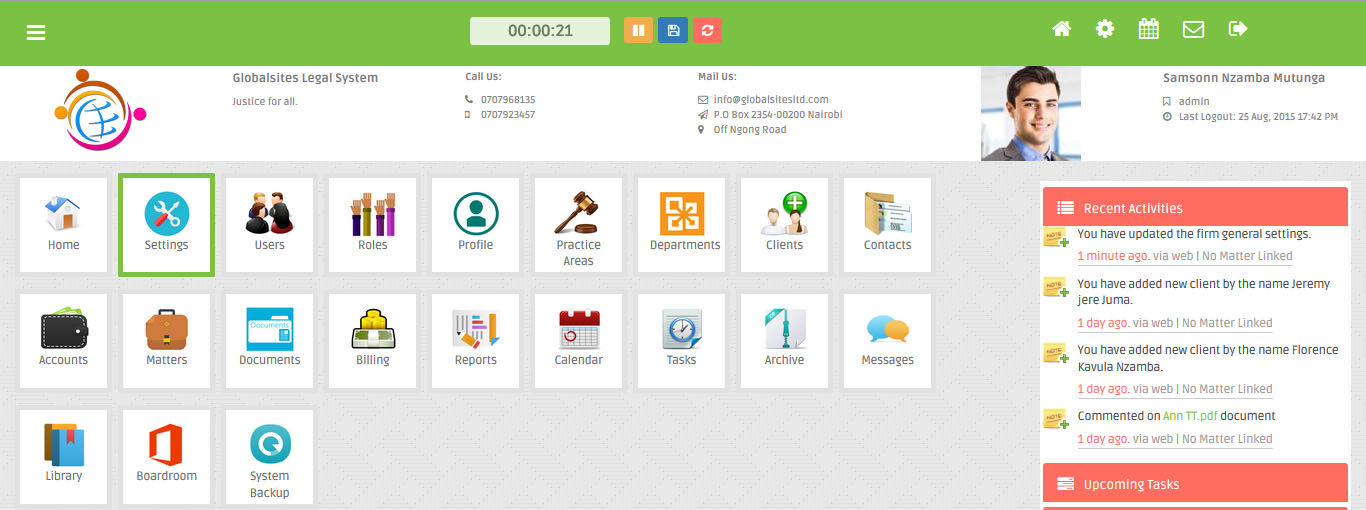 00:00:21
Globalsites Legal System
Justice for all.
Call Us:
0707968135
0707923457
Mail Us:
info@globalsitesltd.com
P.O Box 2354-00200 Nairobi
Off Ngong Road
Samsonn Nzamba Mutunga
admin
Last Logout: 25 Aug, 2015 17:42 PM
Home
Settings
Users
Roles
Profile
Practice
Areas
Departments
Clients
Contacts
Accounts
Matters
Documents
Documents
Billing
Reports
Calendar
Tasks
Archive
Messages
Library
Boardroom
System
Backup
Recent Activities
NOTE
You have updated the firm general settings.
1 minute ago. via web | No Matter Linked
NOTE
You have added new client by the name Jeremy
jere Juma.
1 day ago. via web | No Matter Linked
NOTE
You have added new client by the name Florence
Kavula Nzamba.
1 day ago. via web | No Matter Linked
NOTE
Commented on Ann TT.pdf document
1 day ago. via web | No Matter Linked
Upcoming Tasks